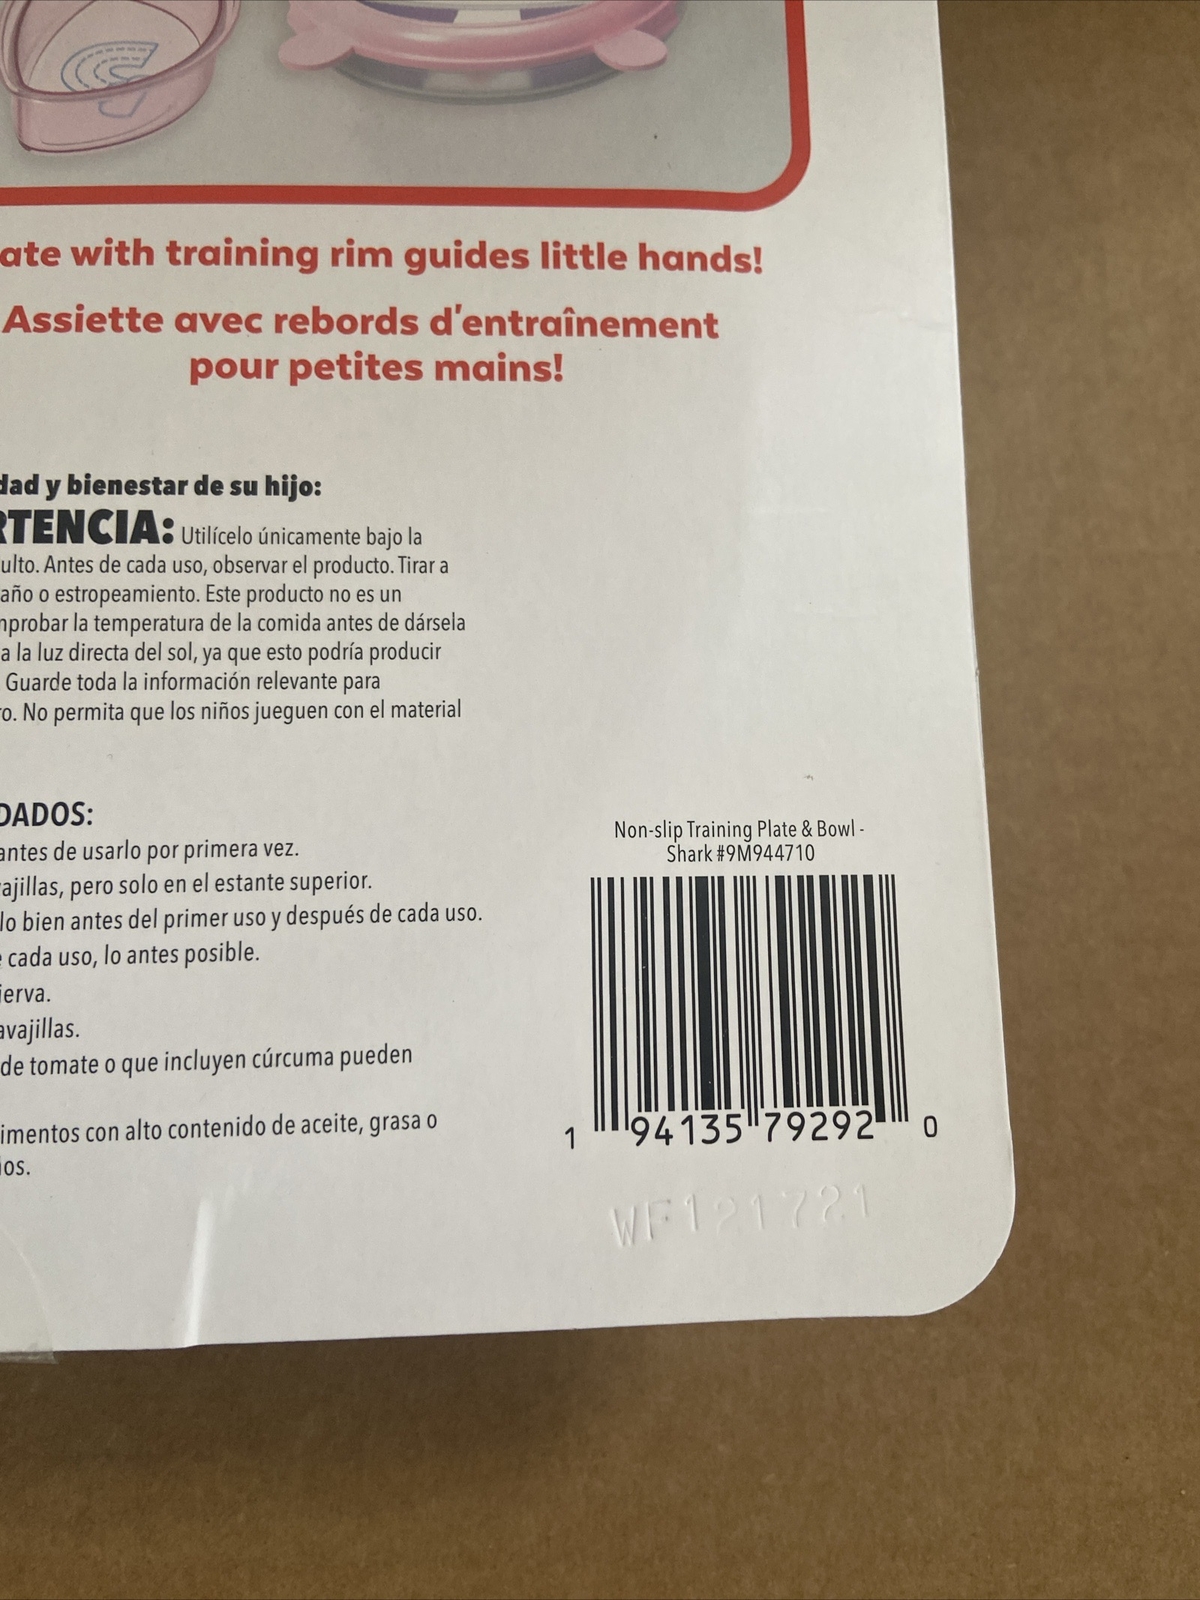 ate with training rim guides little hands!
Assiette avec rebords d'entraînement
pour petites mains!
dad y bienestar de su hijo:
RTENCIA: Utilícelo únicamente bajo la
ulto. Antes de cada uso, observar el producto. Tirar a
año o estropeamiento. Este producto no es un
mprobar la temperatura de la comida antes de dársela
a la luz directa del sol, ya que esto podría producir
. Guarde toda la información relevante para
ro. No permita que los niños jueguen con el material
DADOS:
antes de usarlo por primera vez.
ajillas, pero solo en el estante superior.
lo bien antes del primer uso y después de cada uso.
e cada uso, lo antes posible.
ierva.
avajillas.
de tomate o que incluyen cúrcuma pueden
imentos con alto contenido de aceite, grasa o
ios.
Non-slip Training Plate & Bowl -
Shark #9M944710
1 94135 79292 0
WF121721